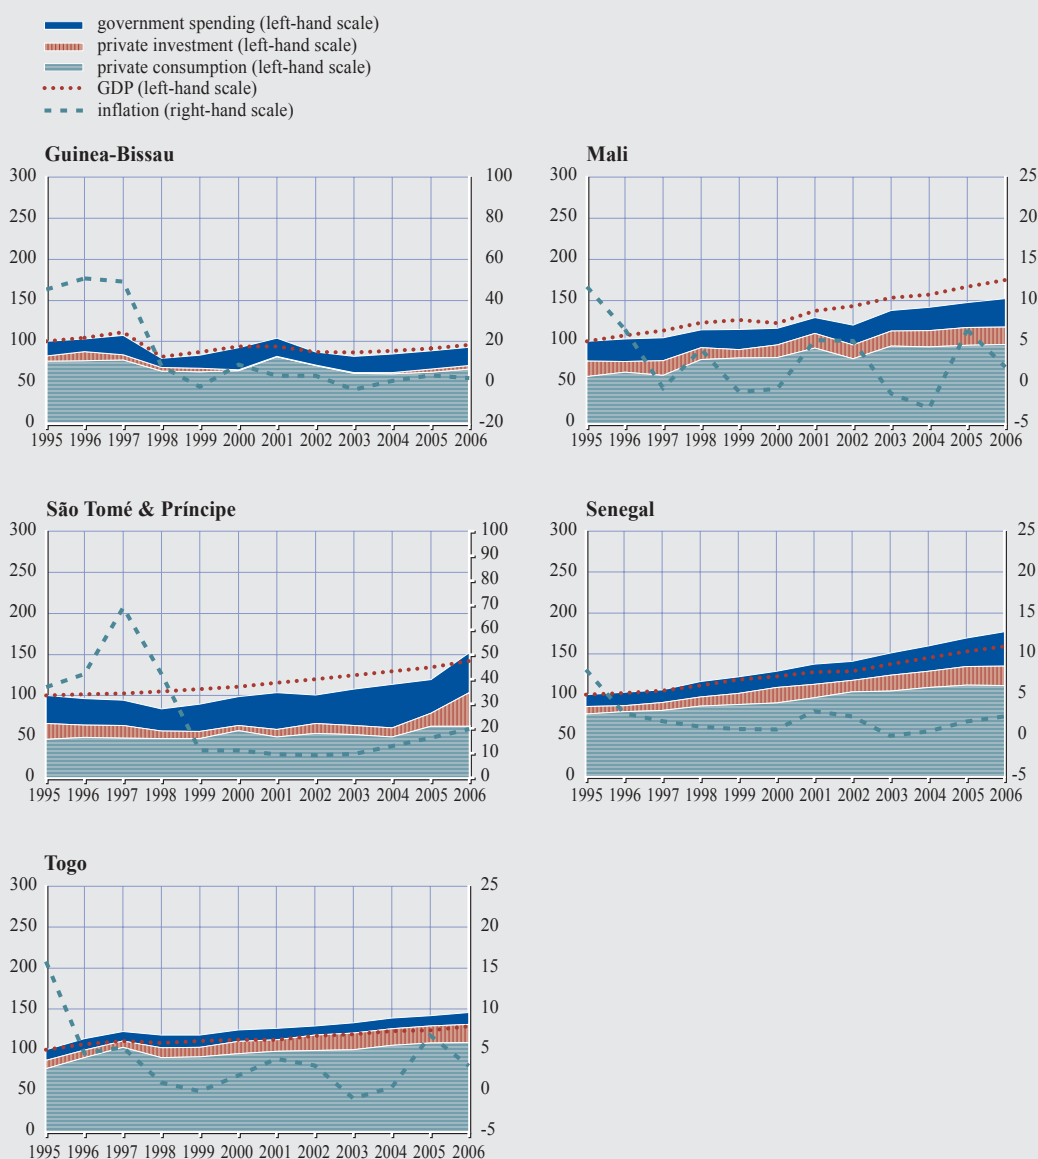 government spending (left-hand scale)
private investment (left-hand scale)
private consumption (left-hand scale)
GDP (left-hand scale)
inflation (right-hand scale)
Guinea-Bissau
300 100
250 80
200 60
150 40
100 20
50 0
0 -20
1995 1996 1997 1998 1999 2000 2001 2002 2003 2004 2005 2006
Mali
300 25
250 20
200 15
150 10
100 5
50 0
0 -5
1995 1996 1997 1998 1999 2000 2001 2002 2003 2004 2005 2006
São Tomé & Príncipe
300 100
90
250 80
200 70
60
150 50
40
100 30
50 20
10
0 0
1995 1996 1997 1998 1999 2000 2001 2002 2003 2004 2005 2006
Senegal
300 25
250 20
200 15
150 10
100 5
50 0
0 -5
1995 1996 1997 1998 1999 2000 2001 2002 2003 2004 2005 2006
Togo
300 25
250 20
200 15
150 10
100 5
50 0
0 -5
1995 1996 1997 1998 1999 2000 2001 2002 2003 2004 2005 2006